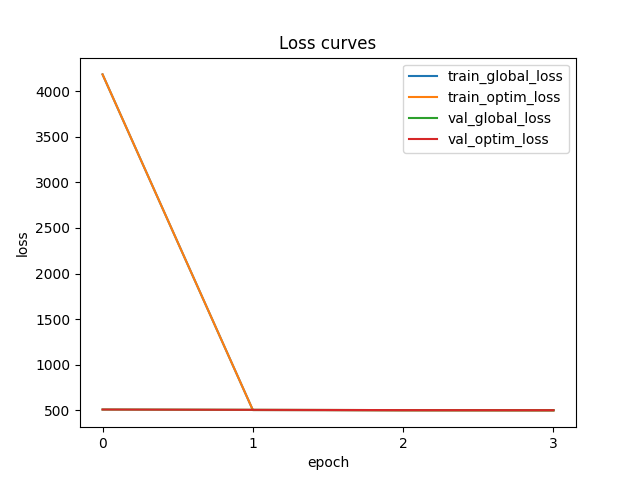 Loss curves
train_global_loss
train_optim_loss
val_global_loss
val_optim_loss
4000
3500
3000
2500
2000
1500
1000
500
loss
0 1 2 3
epoch